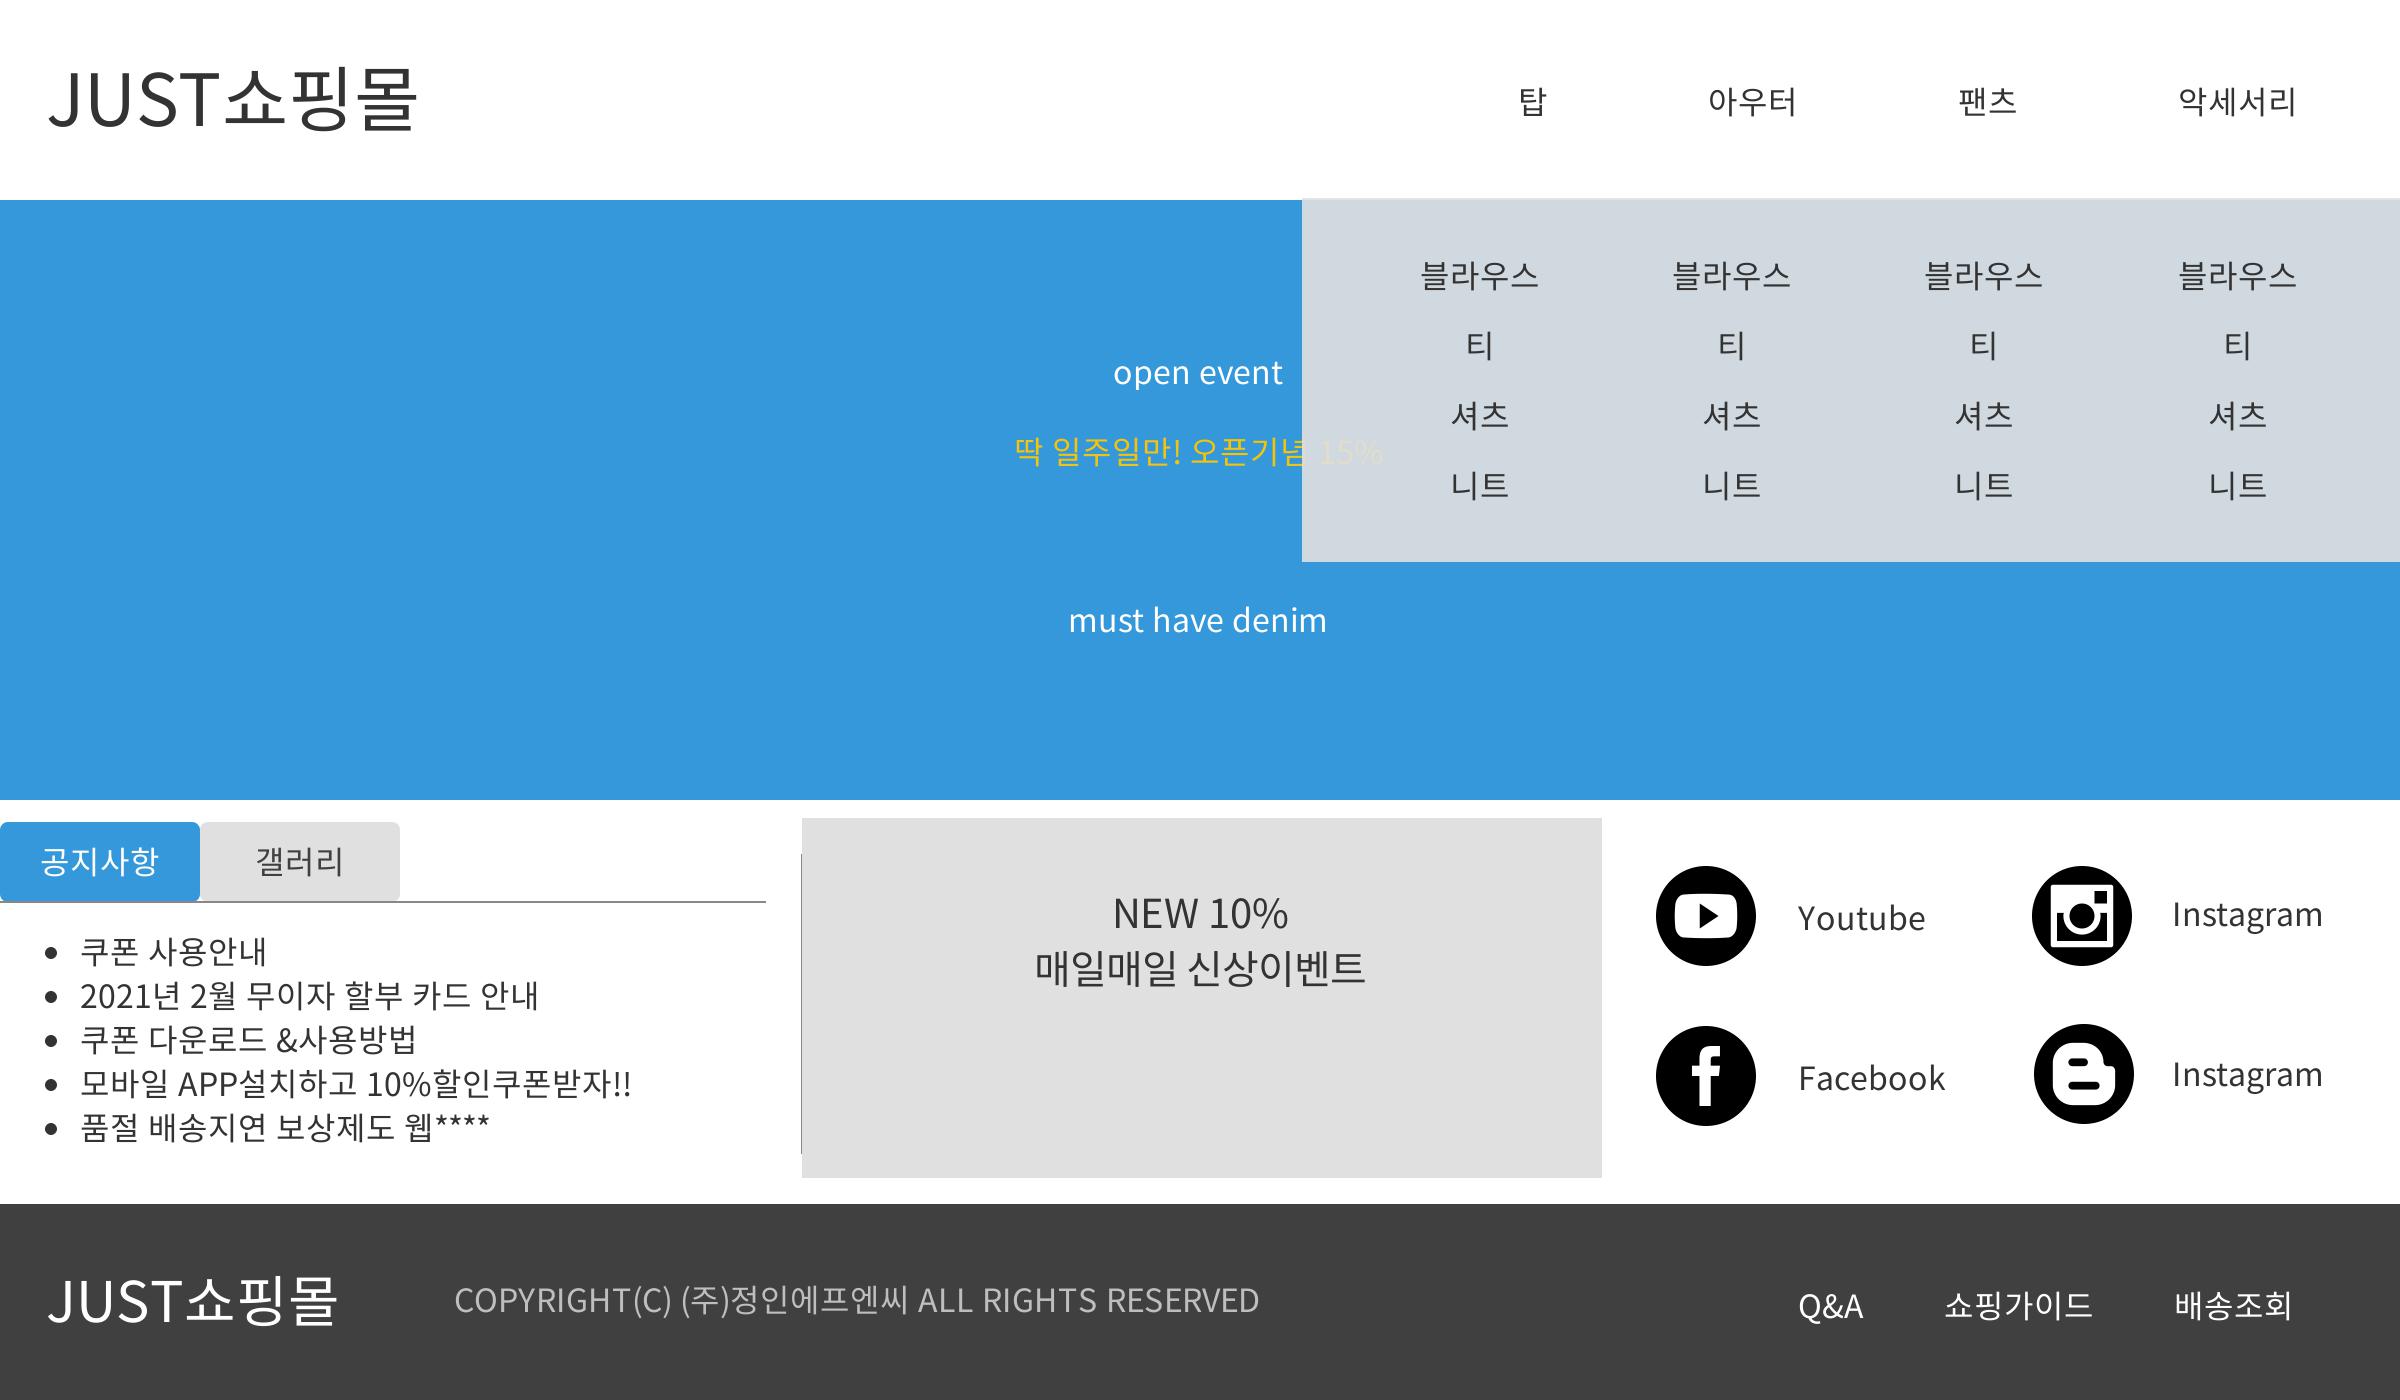 JUST쇼핑몰
탑 아우터 팬츠 악세서리
블라우스 블라우스 블라우스 블라우스
티 티 티 티
셔츠 셔츠 셔츠 셔츠
니트 니트 니트 니트
open event
딱 일주일만! 오픈기념 15%
must have denim
공지사항 갤러리
쿠폰 사용안내
2021년 2월 무이자 할부 카드 안내
쿠폰 다운로드 &사용방법
모바일 APP설치하고 10%할인쿠폰받자!!
품절 배송지연 보상제도 웹****
NEW 10%
매일매일 신상이벤트
Youtube Instagram
Facebook Instagram
JUST쇼핑몰 COPYRIGHT(C) (주)정인에프엔씨 ALL RIGHTS RESERVED Q&A 쇼핑가이드 배송조회